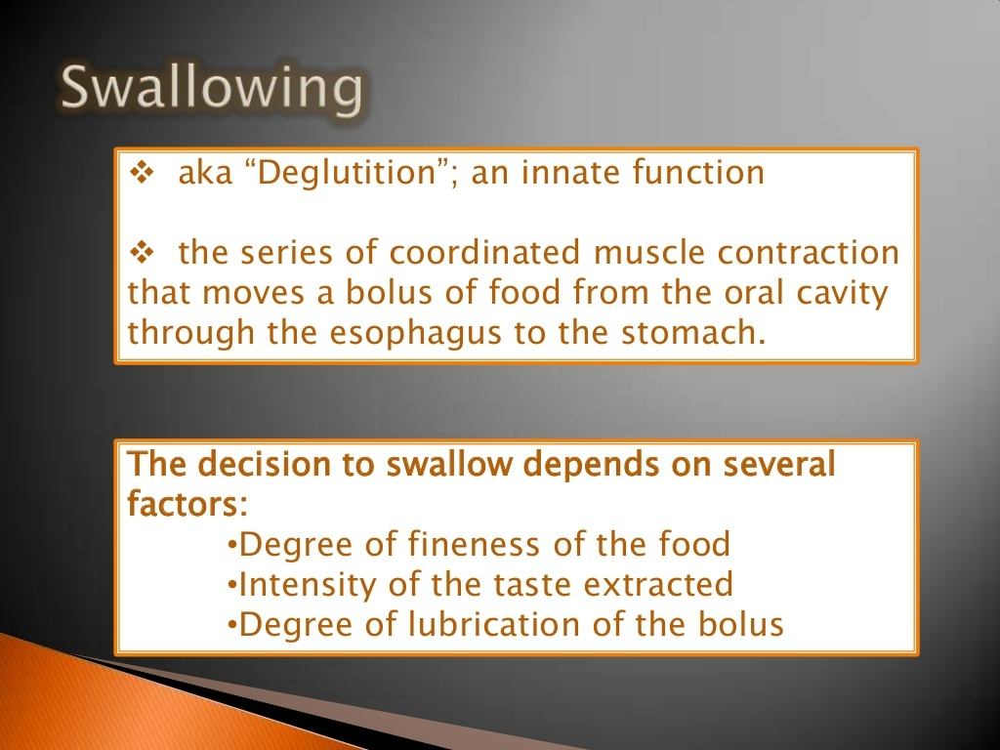 Swallowing
❖ aka “Deglutition”; an innate function
❖ the series of coordinated muscle contraction
that moves a bolus of food from the oral cavity
through the esophagus to the stomach.
The decision to swallow depends on several
factors:
•Degree of fineness of the food
•Intensity of the taste extracted
•Degree of lubrication of the bolus